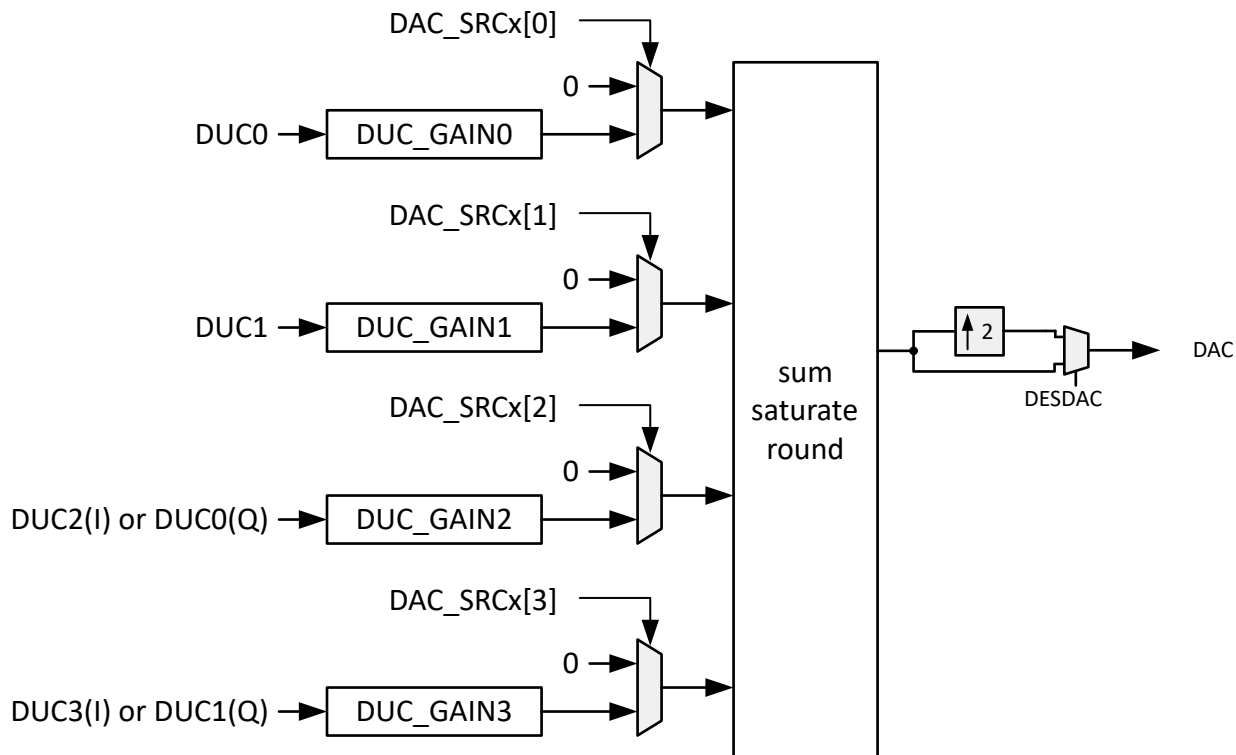 DAC_SRCx[0]
0
DUC0
DUC_GAIN0
DAC_SRCx[1]
0
DUC1
DUC_GAIN1
DAC_SRCx[2]
0
DUC2(I) or DUC0(Q)
DUC_GAIN2
DAC_SRCx[3]
0
DUC3(I) or DUC1(Q)
DUC_GAIN3
sum
saturate
round
2
DESDAC
DAC